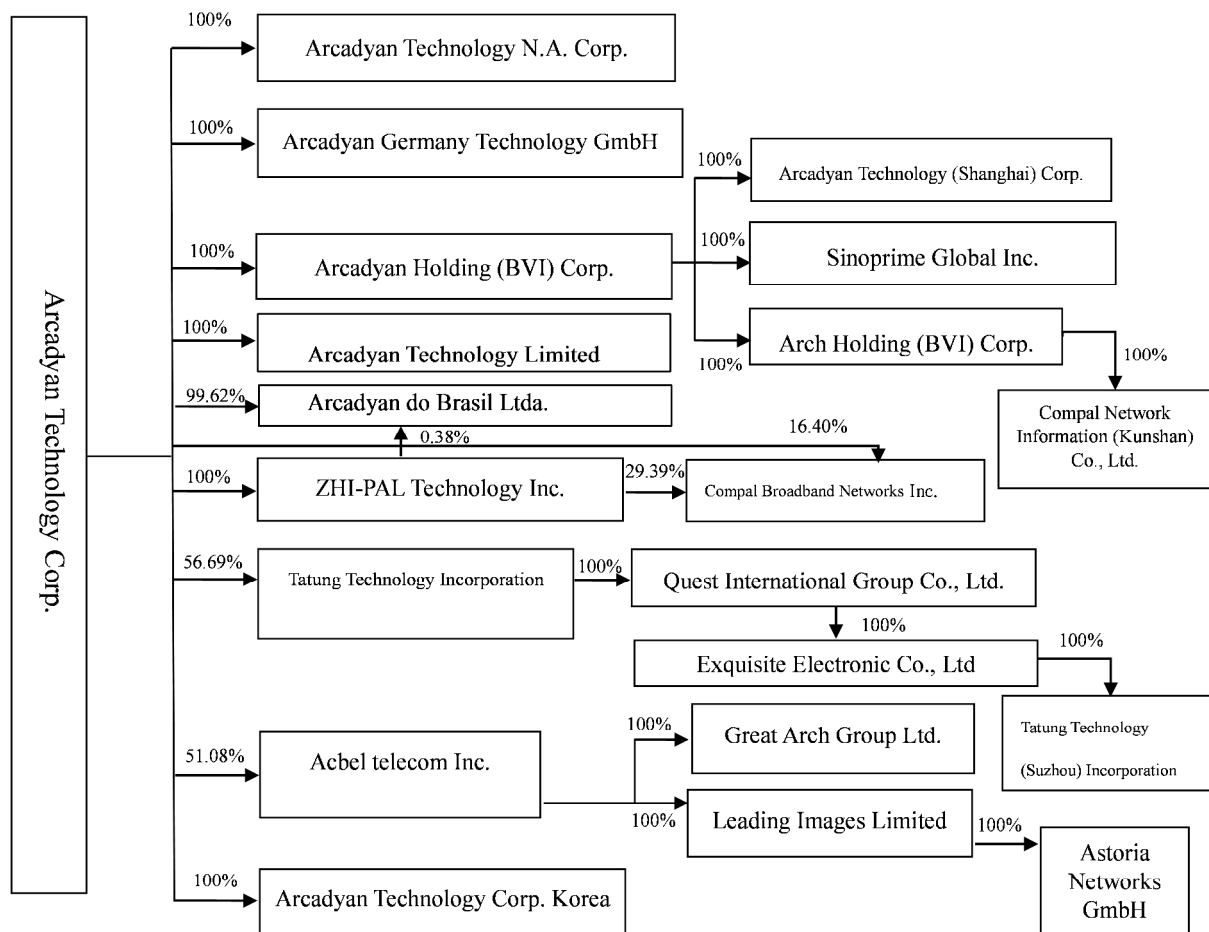 Arcadyan Technology Corp.
100%
Arcadyan Technology N.A. Corp.
100%
Arcadyan Germany Technology GmbH
100%
Arcadyan Technology (Shanghai) Corp.
100%
Arcadyan Holding (BVI) Corp.
100%
Sinoprime Global Inc.
100%
Arcadyan Technology Limited
100%
Arch Holding (BVI) Corp.
100%
Compal Network
Information (Kunshan)
Co., Ltd.
99.62%
Arcadyan do Brasil Ltda.
0.38%
16.40%
100%
ZHI-PAL Technology Inc.
29.39%
Compal Broadband Networks Inc.
56.69%
Tatung Technology Incorporation
100%
Quest International Group Co., Ltd.
100%
Exquisite Electronic Co., Ltd
100%
Tatung Technology
(Suzhou) Incorporation
51.08%
Acbel telecom Inc.
100%
Great Arch Group Ltd.
100%
Leading Images Limited
100%
Astoria
Networks
GmbH
100%
Arcadyan Technology Corp. Korea